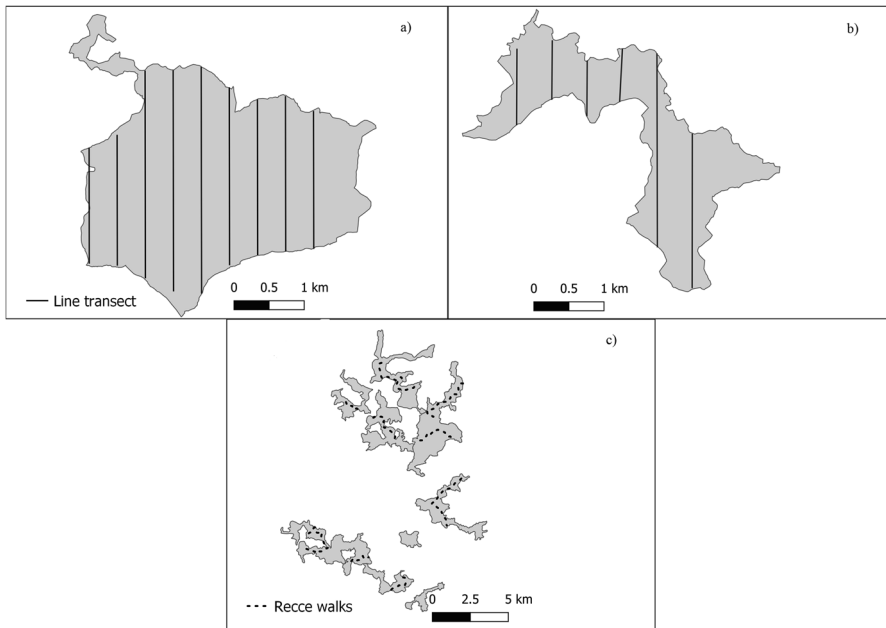 a)
Line transect
0 0.5 1 km
b)
0 0.5 1 km
c)
Recce walks
0 2.5 5 km